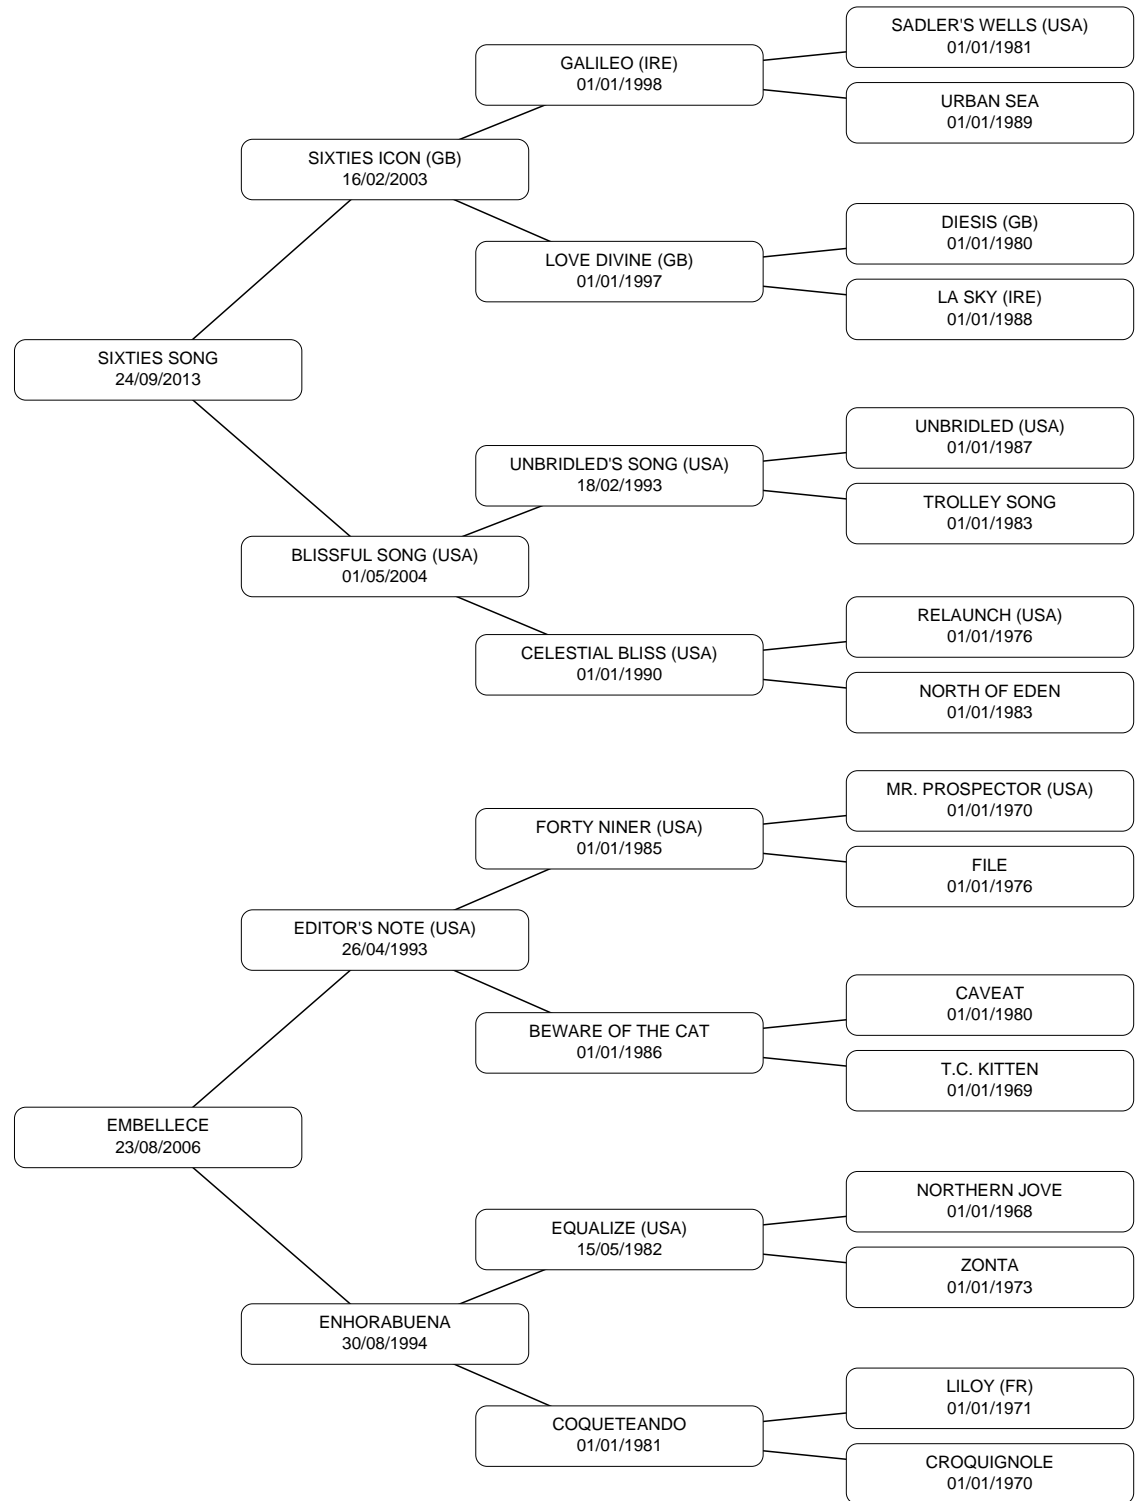 SADLER'S WELLS (USA)
01/01/1981
GALILEO (IRE)
01/01/1998
URBAN SEA
01/01/1989
SIXTIES ICON (GB)
16/02/2003
DIESIS (GB)
01/01/1980
LOVE DIVINE (GB)
01/01/1997
LA SKY (IRE)
01/01/1988
SIXTIES SONG
24/09/2013
UNBRIDLED (USA)
01/01/1987
UNBRIDLED'S SONG (USA)
18/02/1993
TROLLEY SONG
01/01/1983
BLISSFUL SONG (USA)
01/05/2004
RELAUNCH (USA)
01/01/1976
CELESTIAL BLISS (USA)
01/01/1990
NORTH OF EDEN
01/01/1983
MR. PROSPECTOR (USA)
01/01/1970
FORTY NINER (USA)
01/01/1985
FILE
01/01/1976
EDITOR'S NOTE (USA)
26/04/1993
CAVEAT
01/01/1980
BEWARE OF THE CAT
01/01/1986
T.C. KITTEN
01/01/1969
EMBELLECE
23/08/2006
NORTHERN JOVE
01/01/1968
EQUALIZE (USA)
15/05/1982
ZONTA
01/01/1973
ENHORABUENA
30/08/1994
LILOY (FR)
01/01/1971
COQUETEANDO
01/01/1981
CROQUIGNOLE
01/01/1970